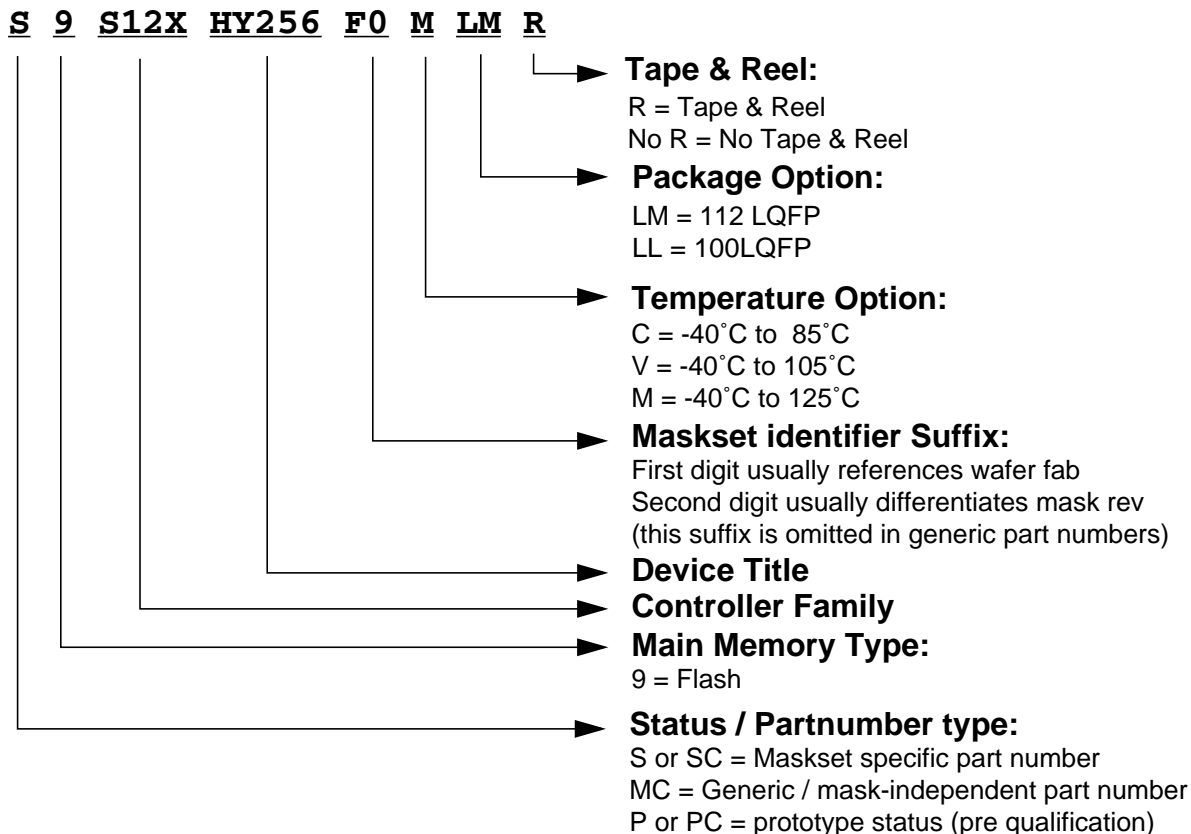 S 9 S12X HY256 F0 M LM R
Tape & Reel:
R = Tape & Reel
No R = No Tape & Reel
Package Option:
LM = 112 LQFP
LL = 100LQFP
Temperature Option:
C = -40˚C to 85˚C
V = -40˚C to 105˚C
M = -40˚C to 125˚C
Maskset identifier Suffix:
First digit usually references wafer fab
Second digit usually differentiates mask rev
(this suffix is omitted in generic part numbers)
Device Title
Controller Family
Main Memory Type:
9 = Flash
Status / Partnumber type:
S or SC = Maskset specific part number
MC = Generic / mask-independent part number
P or PC = prototype status (pre qualification)